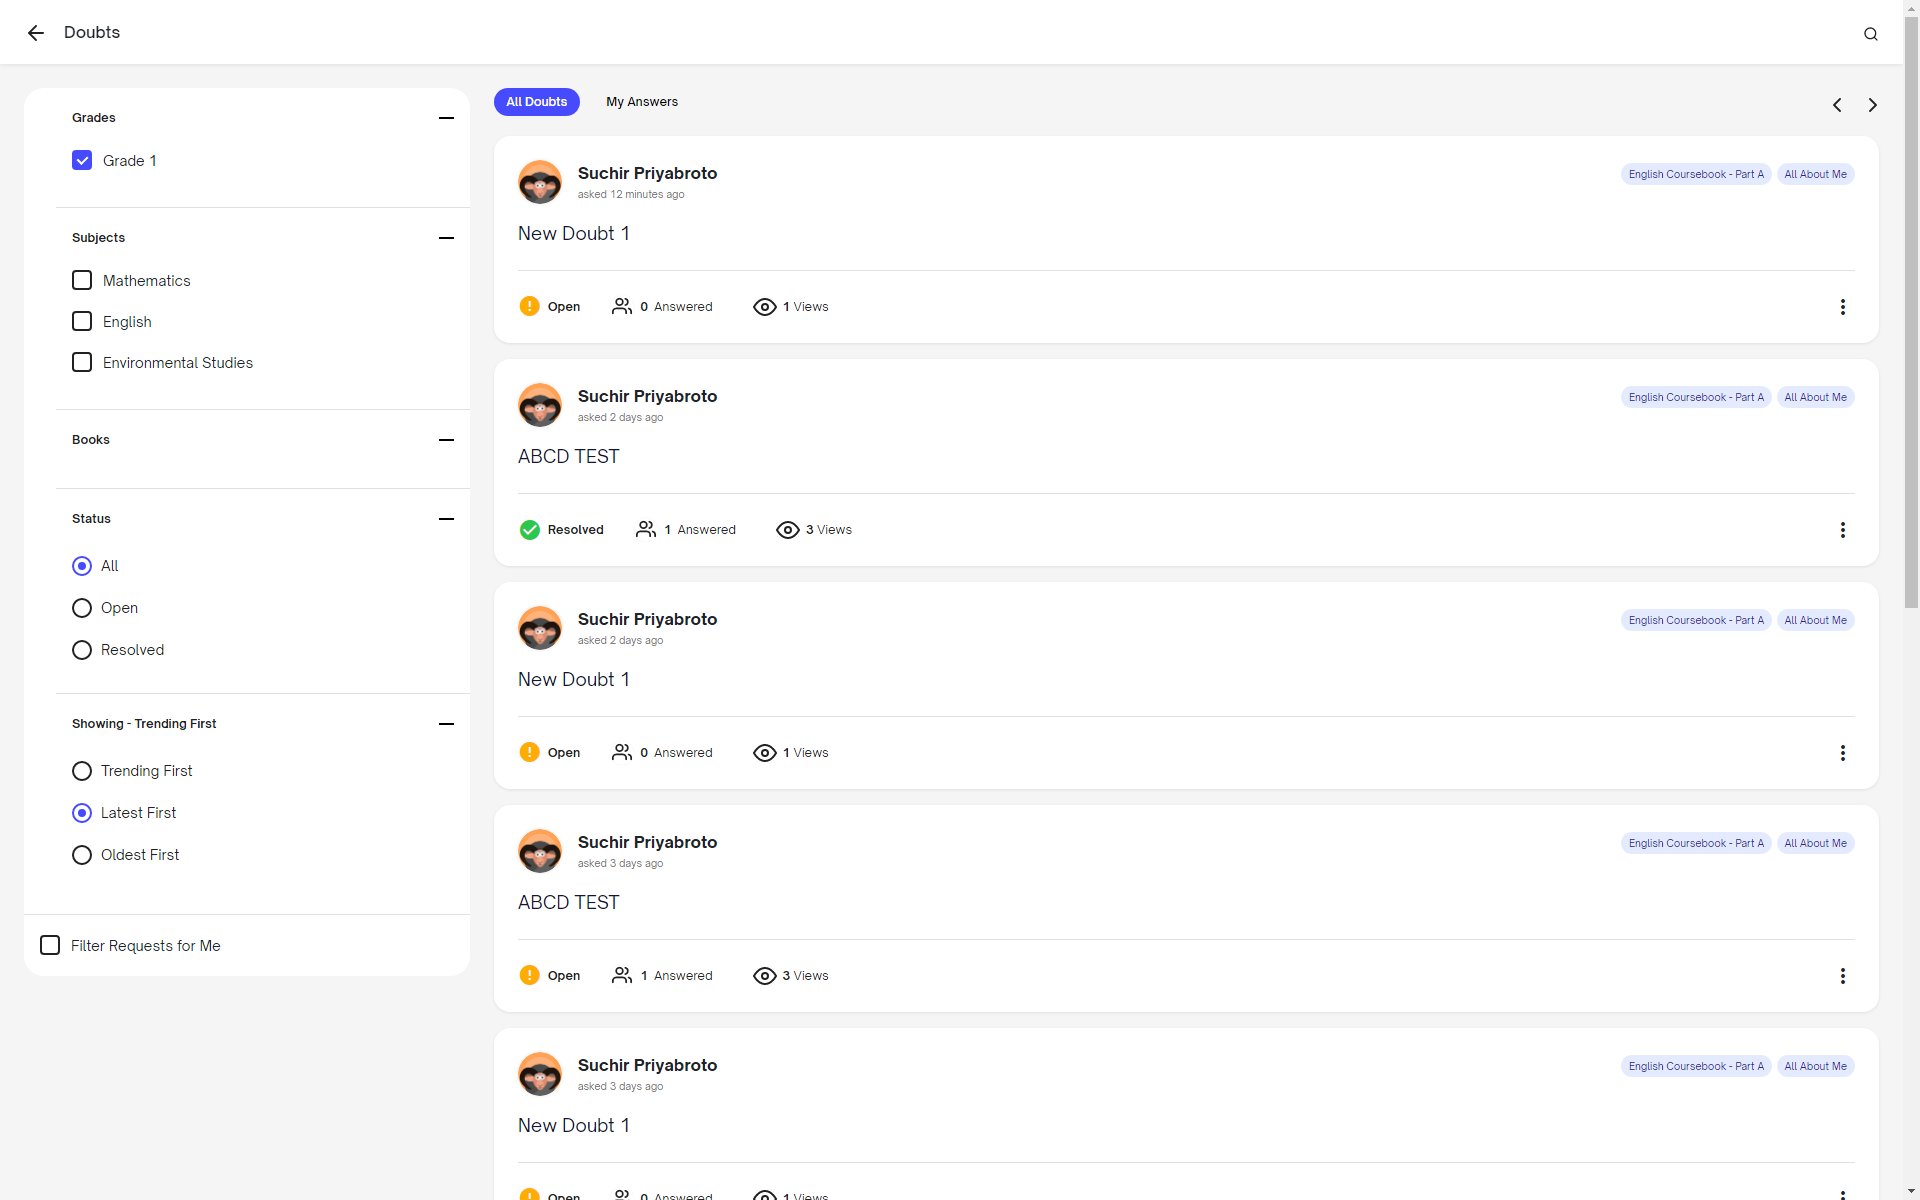 Doubts
Grades
Grade 1
Subjects
Mathematics
English
Environmental Studies
Books
Status
All
Open
Resolved
Showing - Trending First
Trending First
Latest First
Oldest First
Filter Requests for Me
All Doubts My Answers
Suchir Priyabroto English Coursebook - Part A All About Me
asked 12 minutes ago
New Doubt 1
Open 0 Answered 1 Views
Suchir Priyabroto English Coursebook - Part A All About Me
asked 2 days ago
ABCD TEST
Resolved 1 Answered 3 Views
Suchir Priyabroto English Coursebook - Part A All About Me
asked 2 days ago
New Doubt 1
Open 0 Answered 1 Views
Suchir Priyabroto English Coursebook - Part A All About Me
asked 3 days ago
ABCD TEST
Open 1 Answered 3 Views
Suchir Priyabroto English Coursebook - Part A All About Me
asked 3 days ago
New Doubt 1
Open 0 Answered 1 Views